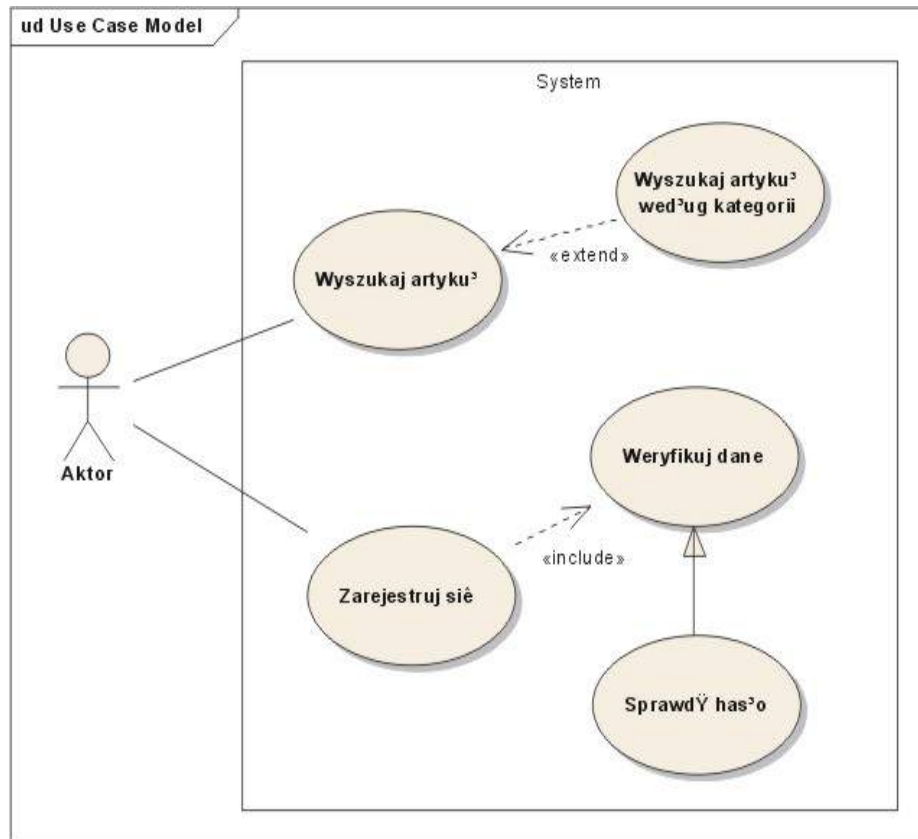 ud Use Case Model
System
Wyszukaj artyku³
wed³ug kategorii
«extend»
Wyszukaj artyku³
Aktor
Weryfikuj dane
«include»
Zarejestruj siê
SprawdŸ has³o